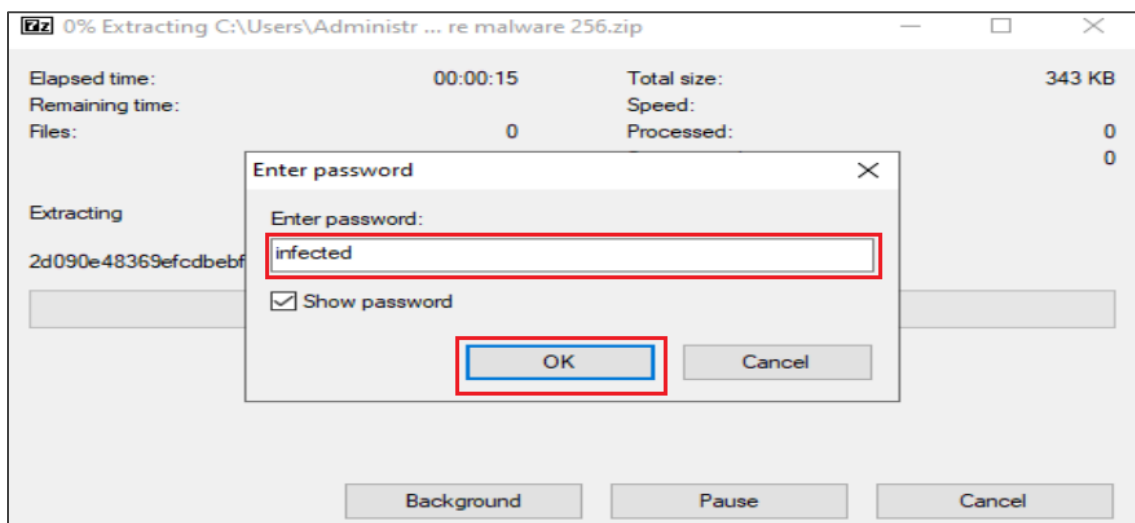 7z 0% Extracting C:\Users\Administr ... re malware 256.zip
Elapsed time: 00:00:15 Total size: 343 KB
Remaining time: Speed:
Files: 0 Processed: 0
0
Enter password
Extracting
Enter password:
infected
2d090e48369efcdbebf
Show password
OK Cancel
Background Pause Cancel